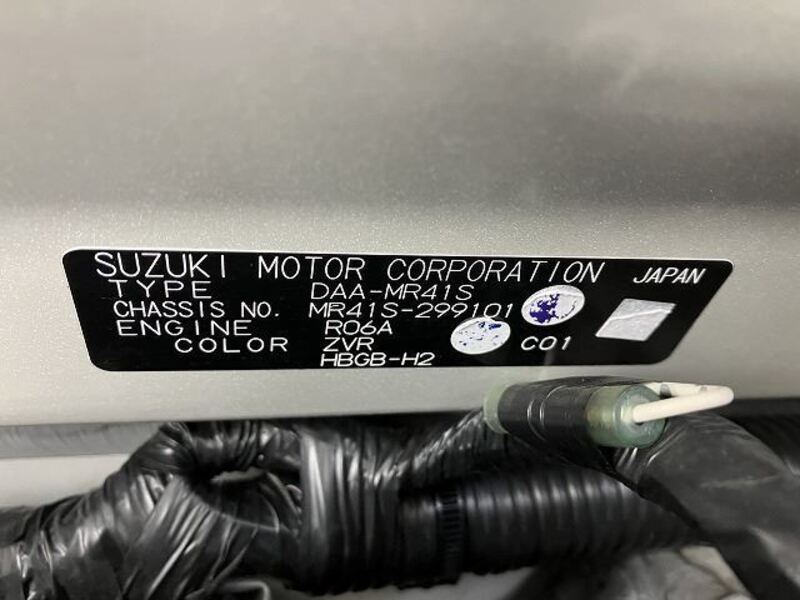 SUZUKI MOTOR CORPORATION JAPAN
TYPE DAA-MR41S
CHASSIS NO. MR41S-299101
ENGINE R06A
COLOR ZVR C01
HBGB-H2